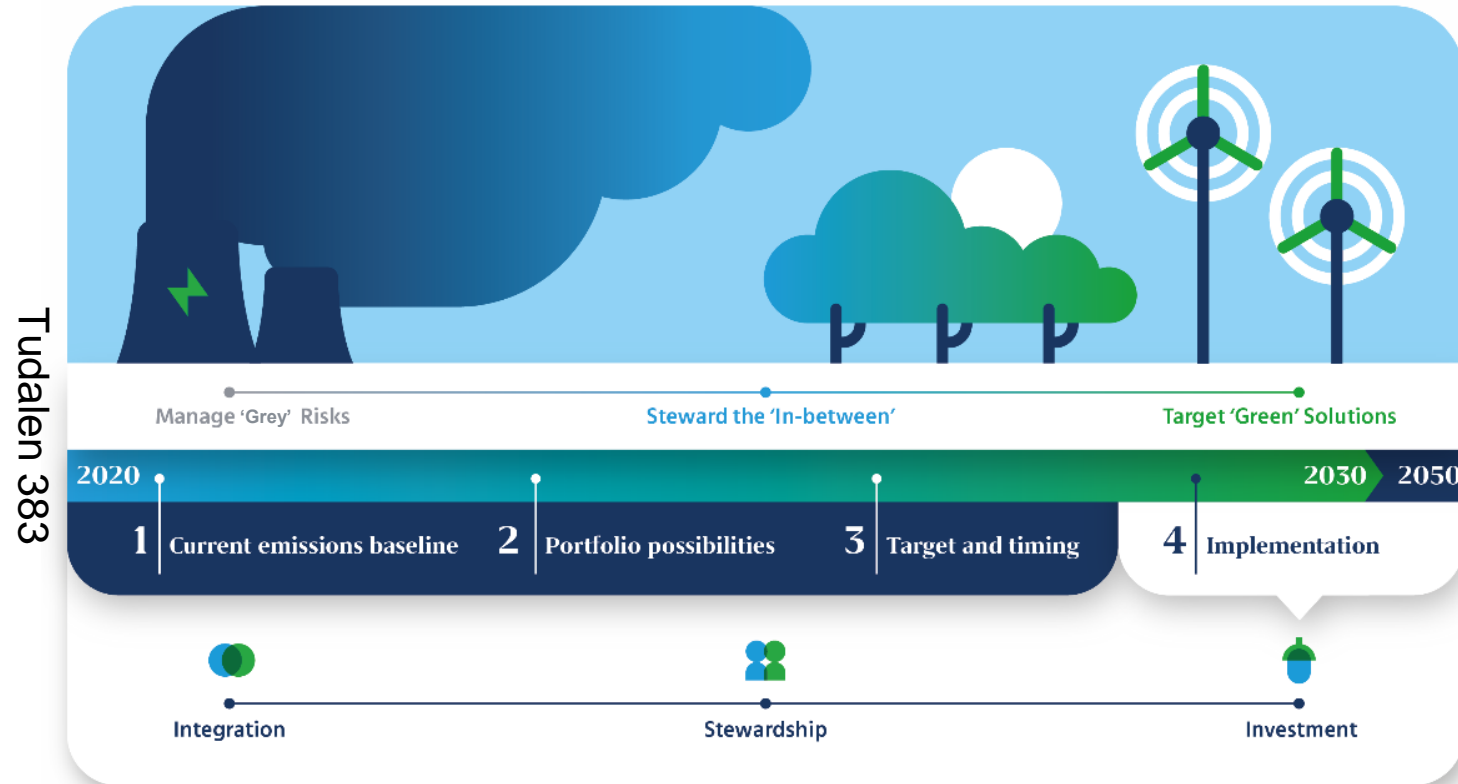 Tudalen 383
Manage ‘Grey’ Risks
Steward the ‘In-between’
Target ‘Green’ Solutions
2020
2030
2050
1 Current emissions baseline
2 Portfolio possibilities
3 Target and timing
4 Implementation
Integration
Stewardship
Investment